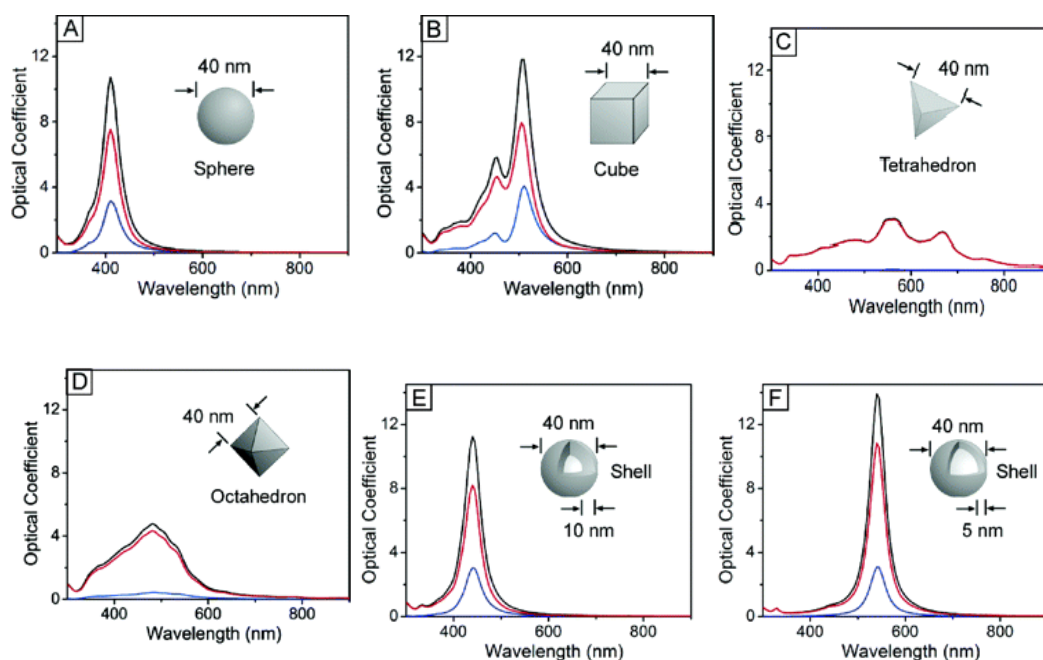 A
40 nm
Sphere
Optical Coefficient
12
8
4
0
400 600 800
Wavelength (nm)
B
40 nm
Cube
Optical Coefficient
12
8
4
0
400 600 800
Wavelength (nm)
C
40 nm
Tetrahedron
Optical Coefficient
12
8
4
0
400 600 800
Wavelength (nm)
D
40 nm
Octahedron
Optical Coefficient
12
8
4
0
400 600 800
Wavelength (nm)
E
40 nm
Shell
10 nm
Optical Coefficient
12
8
4
0
400 600 800
Wavelength (nm)
F
40 nm
Shell
5 nm
Optical Coefficient
12
8
4
0
400 600 800
Wavelength (nm)